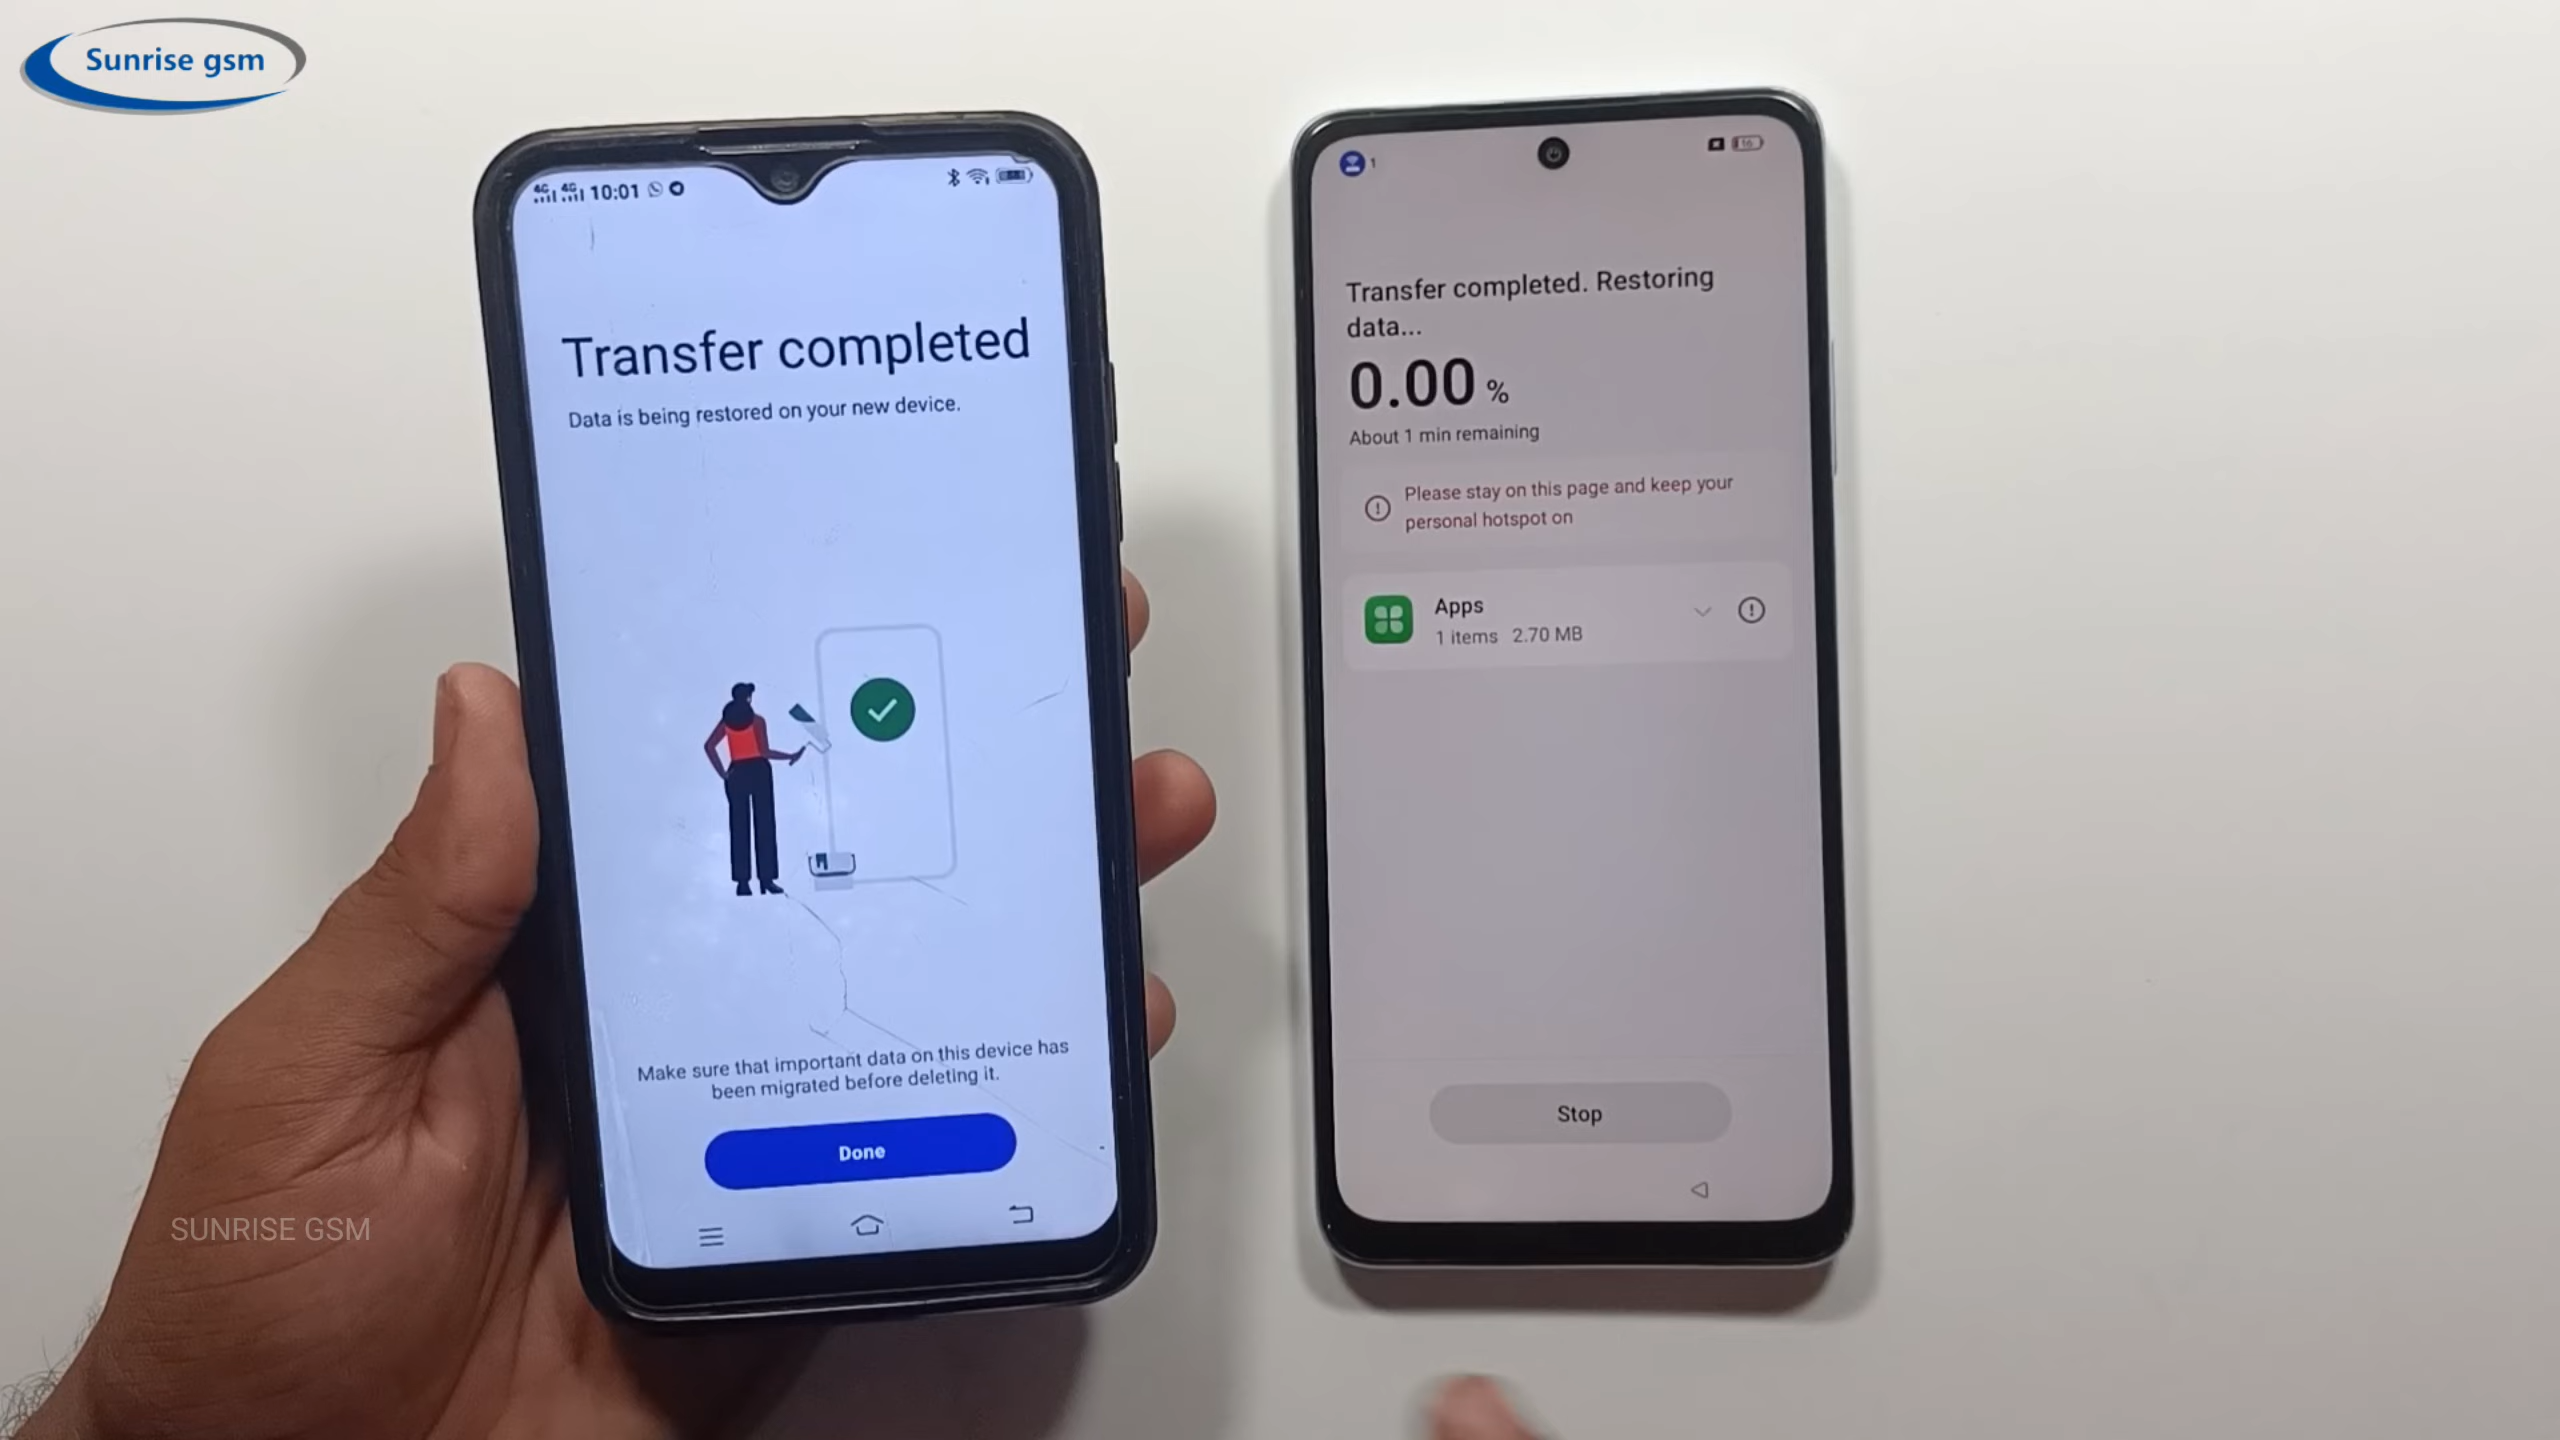 Sunrise gsm
4G 4G 10:01
Transfer completed
Data is being restored on your new device.
Make sure that important data on this device has
been migrated before deleting it.
Done
SUNRISE GSM
1
Transfer completed. Restoring
data...
0.00 %
About 1 min remaining
Please stay on this page and keep your
personal hotspot on
Apps
1 items 2.70 MB
Stop